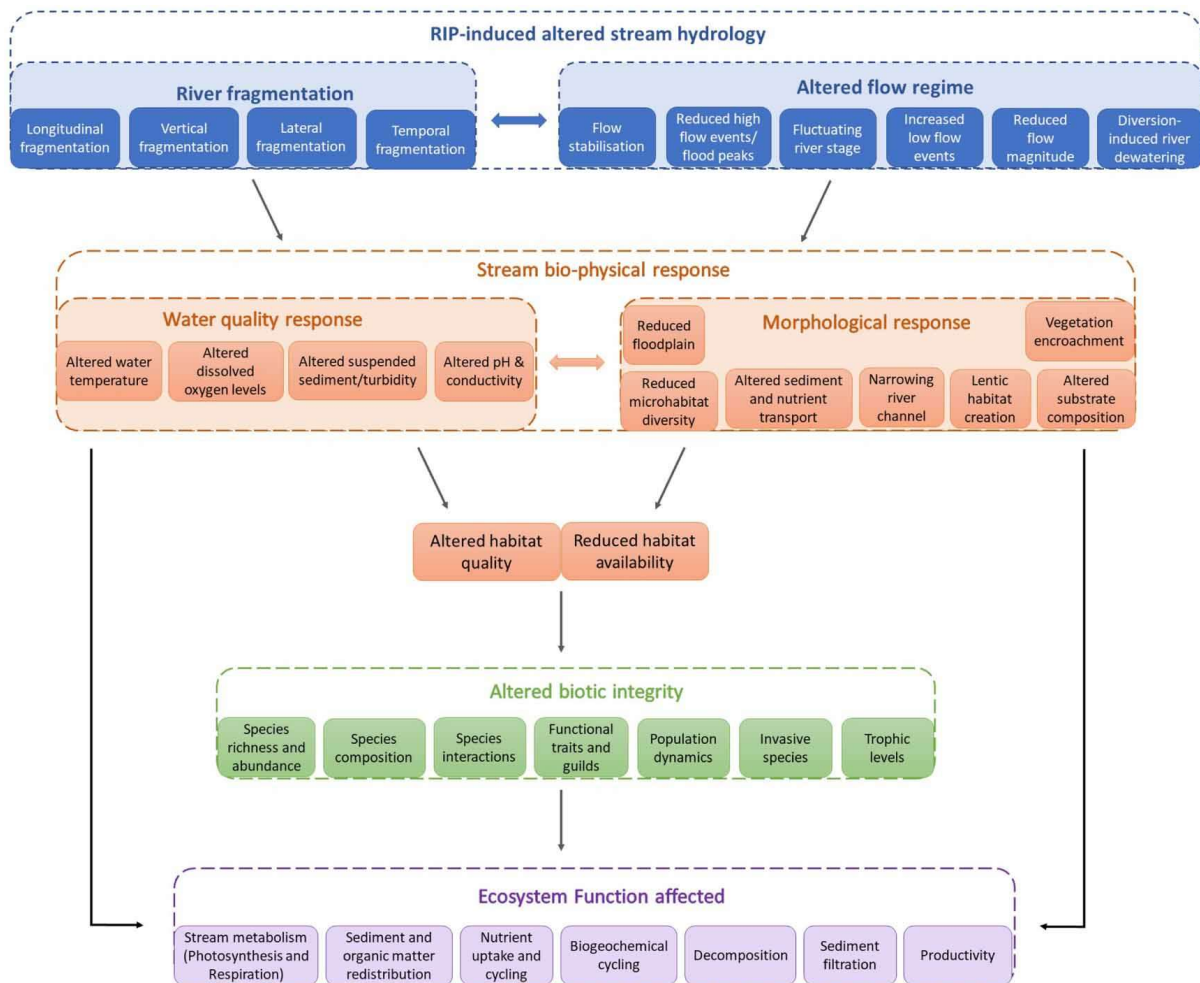 RIP-induced altered stream hydrology
River fragmentation
Longitudinal
fragmentation
Vertical
fragmentation
Lateral
fragmentation
Temporal
fragmentation
Altered flow regime
Flow
stabilisation
Reduced high
flow events/
flood peaks
Fluctuating
river stage
Increased
low flow
events
Reduced
flow
magnitude
Diversion-
induced river
dewatering
Stream bio-physical response
Water quality response
Altered water
temperature
Altered
dissolved
oxygen levels
Altered suspended
sediment/turbidity
Altered pH &
conductivity
Morphological response
Reduced
floodplain
Vegetation
encroachment
Reduced
microhabitat
diversity
Altered sediment
and nutrient
transport
Narrowing
river
channel
Lentic
habitat
creation
Altered
substrate
composition
Altered habitat
quality
Reduced habitat
availability
Altered biotic integrity
Species
richness and
abundance
Species
composition
Species
interactions
Functional
traits and
guilds
Population
dynamics
Invasive
species
Trophic
levels
Ecosystem Function affected
Stream metabolism
(Photosynthesis and
Respiration)
Sediment and
organic matter
redistribution
Nutrient
uptake and
cycling
Biogeochemical
cycling
Decomposition
Sediment
filtration
Productivity